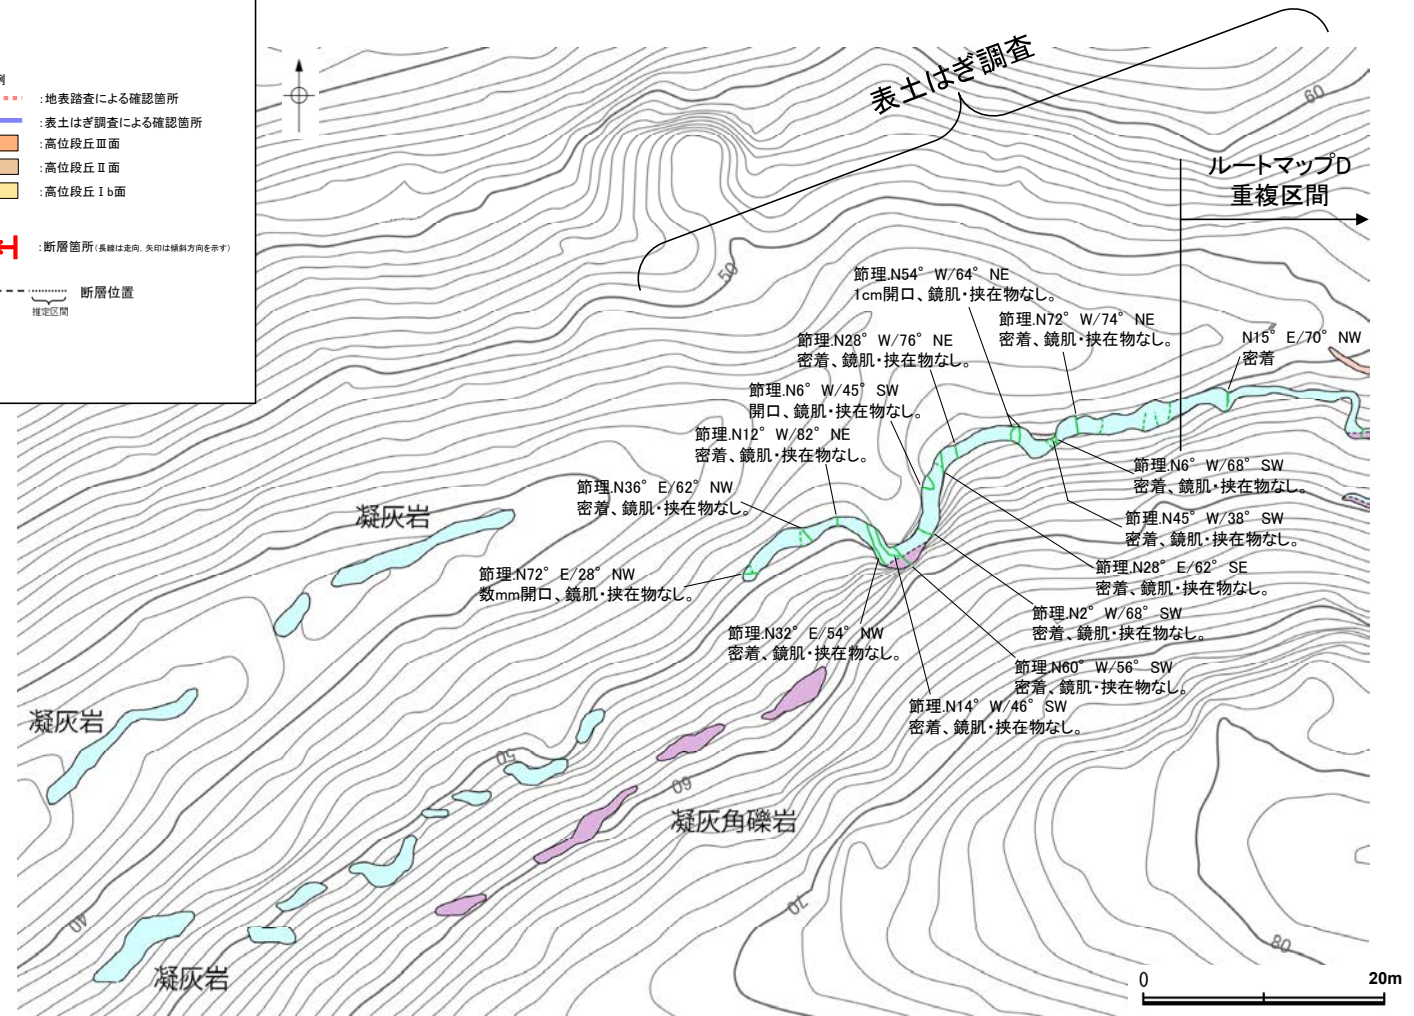 例
：地表踏査による確認箇所
：表土はぎ調査による確認箇所
：高位段丘Ⅲ面
：高位段丘Ⅱ面
：高位段丘Ⅰb面
：断層箇所（長線は走向、矢印は傾斜方向を示す）
断層位置
推定区間
表土はぎ調査
ルートマップD
重複区間
60
50
節理.N54°W/64°NE
1cm開口、鏡肌・挟在物なし。
節理.N72°W/74°NE
密着、鏡肌・挟在物なし。
N15°E/70°NW
密着
節理.N28°W/76°NE
密着、鏡肌・挟在物なし。
節理.N6°W/45°SW
開口、鏡肌・挟在物なし。
節理.N12°W/82°NE
密着、鏡肌・挟在物なし。
節理.N36°E/62°NW
密着、鏡肌・挟在物なし。
節理.N72°E/28°NW
数mm開口、鏡肌・挟在物なし。
節理.N6°W/68°SW
密着、鏡肌・挟在物なし。
節理.N45°W/38°SW
密着、鏡肌・挟在物なし。
節理.N28°E/62°SE
密着、鏡肌・挟在物なし。
節理.N2°W/68°SW
密着、鏡肌・挟在物なし。
節理.N32°E/54°NW
密着、鏡肌・挟在物なし。
節理.N60°W/56°SW
密着、鏡肌・挟在物なし。
節理.N14°W/46°SW
密着、鏡肌・挟在物なし。
凝灰岩
凝灰岩
50
60
凝灰角礫岩
70
40
80
凝灰岩
0
20m